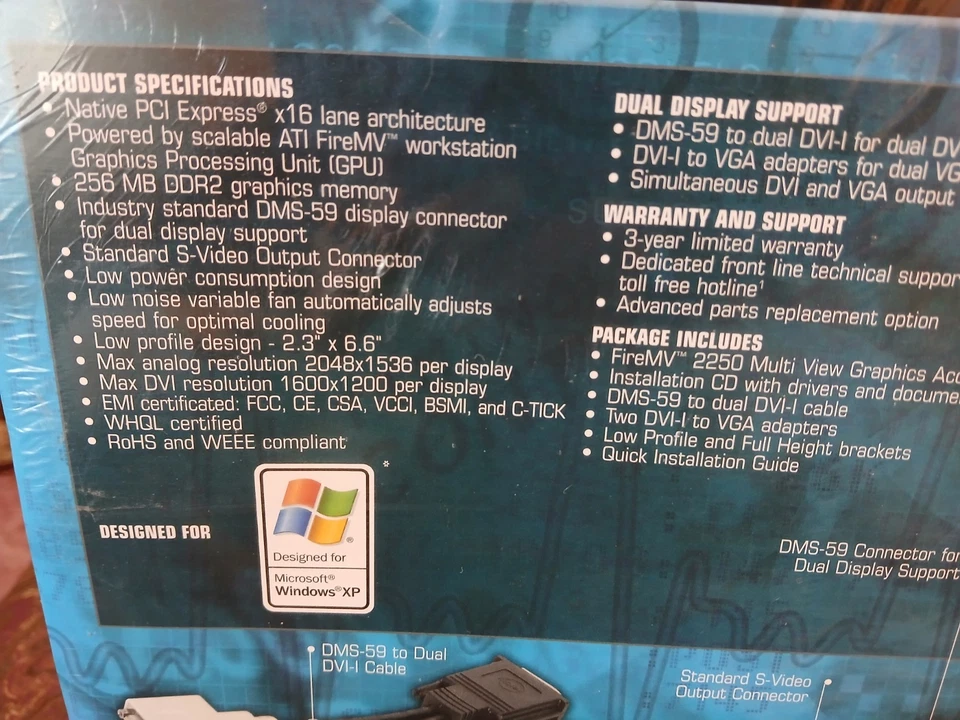 PRODUCT SPECIFICATIONS
• Native PCI Express® x16 lane architecture
• Powered by scalable ATI FireMV™ workstation
Graphics Processing Unit (GPU)
• 256 MB DDR2 graphics memory
• Industry standard DMS-59 display connector
for dual display support
• Standard S-Video Output Connector
• Low power consumption design
• Low noise variable fan automatically adjusts
speed for optimal cooling
• Low profile design - 2.3" x 6.6"
• Max analog resolution 2048x1536 per display
• Max DVI resolution 1600x1200 per display
• EMI certificated: FCC, CE, CSA, VCCI, BSMI, and C-TICK
• WHQL certified
• RoHS and WEEE compliant
DESIGNED FOR
*
®
Designed for
Microsoft®
Windows®XP
DUAL DISPLAY SUPPORT
• DMS-59 to dual DVI-I for dual DV
• DVI-I to VGA adapters for dual VG
• Simultaneous DVI and VGA output
WARRANTY AND SUPPORT
• 3-year limited warranty
• Dedicated front line technical suppor
toll free hotline¹
• Advanced parts replacement option
PACKAGE INCLUDES
• FireMV™ 2250 Multi View Graphics Acc
• Installation CD with drivers and docume
• DMS-59 to dual DVI-I cable
• Two DVI-I to VGA adapters
• Low Profile and Full Height brackets
• Quick Installation Guide
DMS-59 Connector for
Dual Display Support
DMS-59 to Dual
DVI-I Cable
Standard S-Video
Output Connector